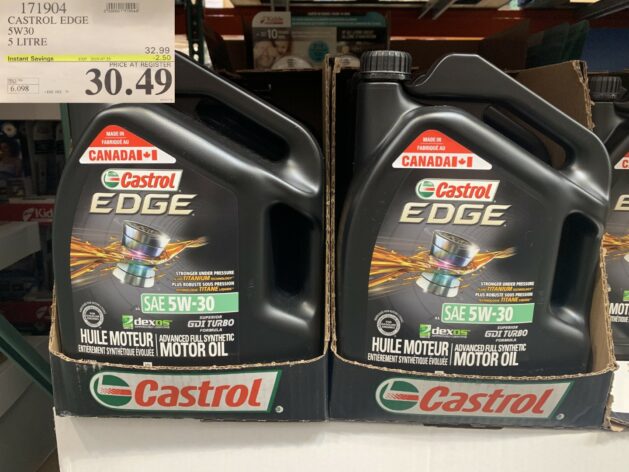 171904
CASTROL EDGE
5W30
5 LITRE
32.99
Instant Savings
-2.50
PRICE AT REGISTER
30.49
6.098
MADE IN
FABRIQUÉ AU
CANADA
Castrol
EDGE
STRONGER UNDER PRESSURE
WITH TITANIUM TECHNOLOGY
PLUS ROBUSTE SOUS PRESSION
TITANE
SAE 5W-30
dexos
SUPERIOR
GDI TURBO
FORMULA
HUILE MOTEUR
ENTIÈREMENT SYNTHÉTIQUE ÉVOLUÉE
ADVANCED FULL SYNTHETIC
MOTOR OIL
Castrol
MADE IN
FABRIQUÉ AU
CANADA
Castrol
EDGE
STRONGER UNDER PRESSURE
WITH TITANIUM TECHNOLOGY
PLUS ROBUSTE SOUS PRESSION
TITANE
SAE 5W-30
dexos
SUPERIOR
GDI TURBO
FORMULA
HUILE MOTEUR
ENTIÈREMENT SYNTHÉTIQUE ÉVOLUÉE
ADVANCED FULL SYNTHETIC
MOTOR OIL
Castrol